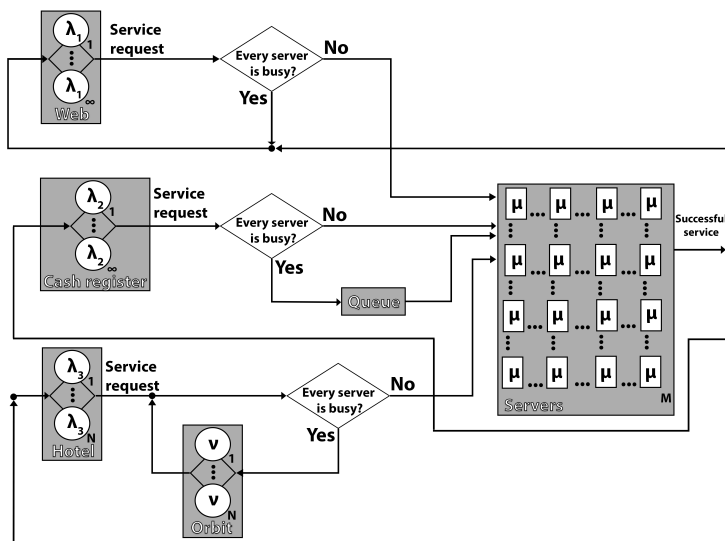 λ1
1
λ1
∞
Web
Service
request
Every server
is busy?
No
Yes
λ2
1
λ2
∞
Cash register
Service
request
Every server
is busy?
No
Yes
Queue
λ3
1
λ3
N
Hotel
Service
request
Every server
is busy?
No
Yes
ν
1
ν
N
Orbit
μ ... μ ... μ ... μ
μ μ μ μ
μ ... μ ... μ ... μ
μ ... μ ... μ ... μ
Servers
M
Successful
service